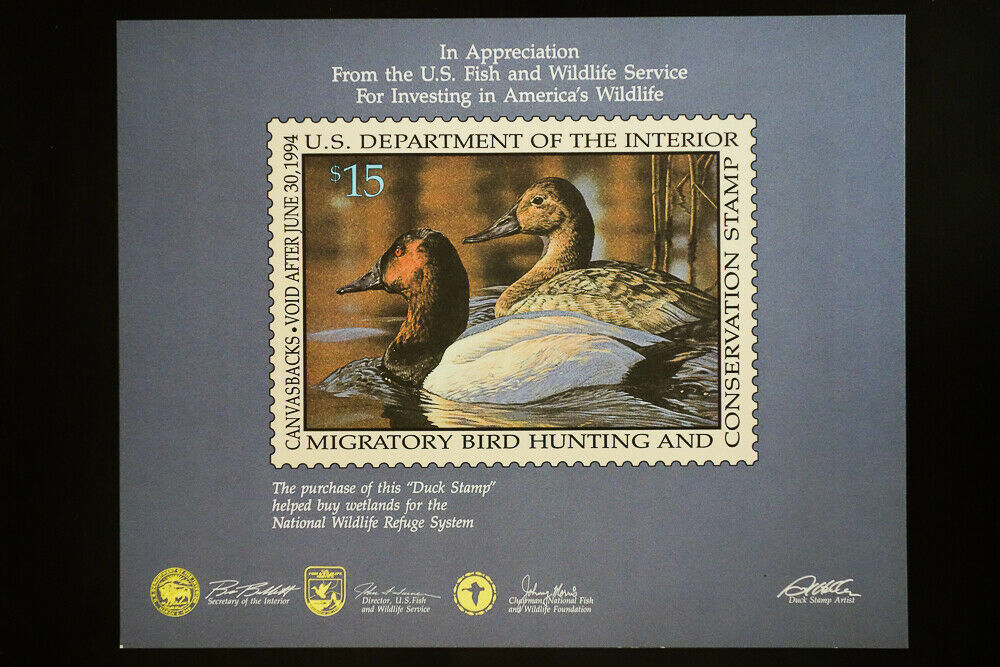 In Appreciation
From the U.S. Fish and Wildlife Service
For Investing in America's Wildlife
U.S. DEPARTMENT OF THE INTERIOR
CANVASBACKS • VOID AFTER JUNE 30, 1994
$15
CONSERVATION STAMP
MIGRATORY BIRD HUNTING AND
The purchase of this "Duck Stamp"
helped buy wetlands for the
National Wildlife Refuge System
Secretary of the Interior
Director, U.S. Fish
and Wildlife Service
Johnny Morris
Chairman, National Fish
and Wildlife Foundation
Duck Stamp Artist